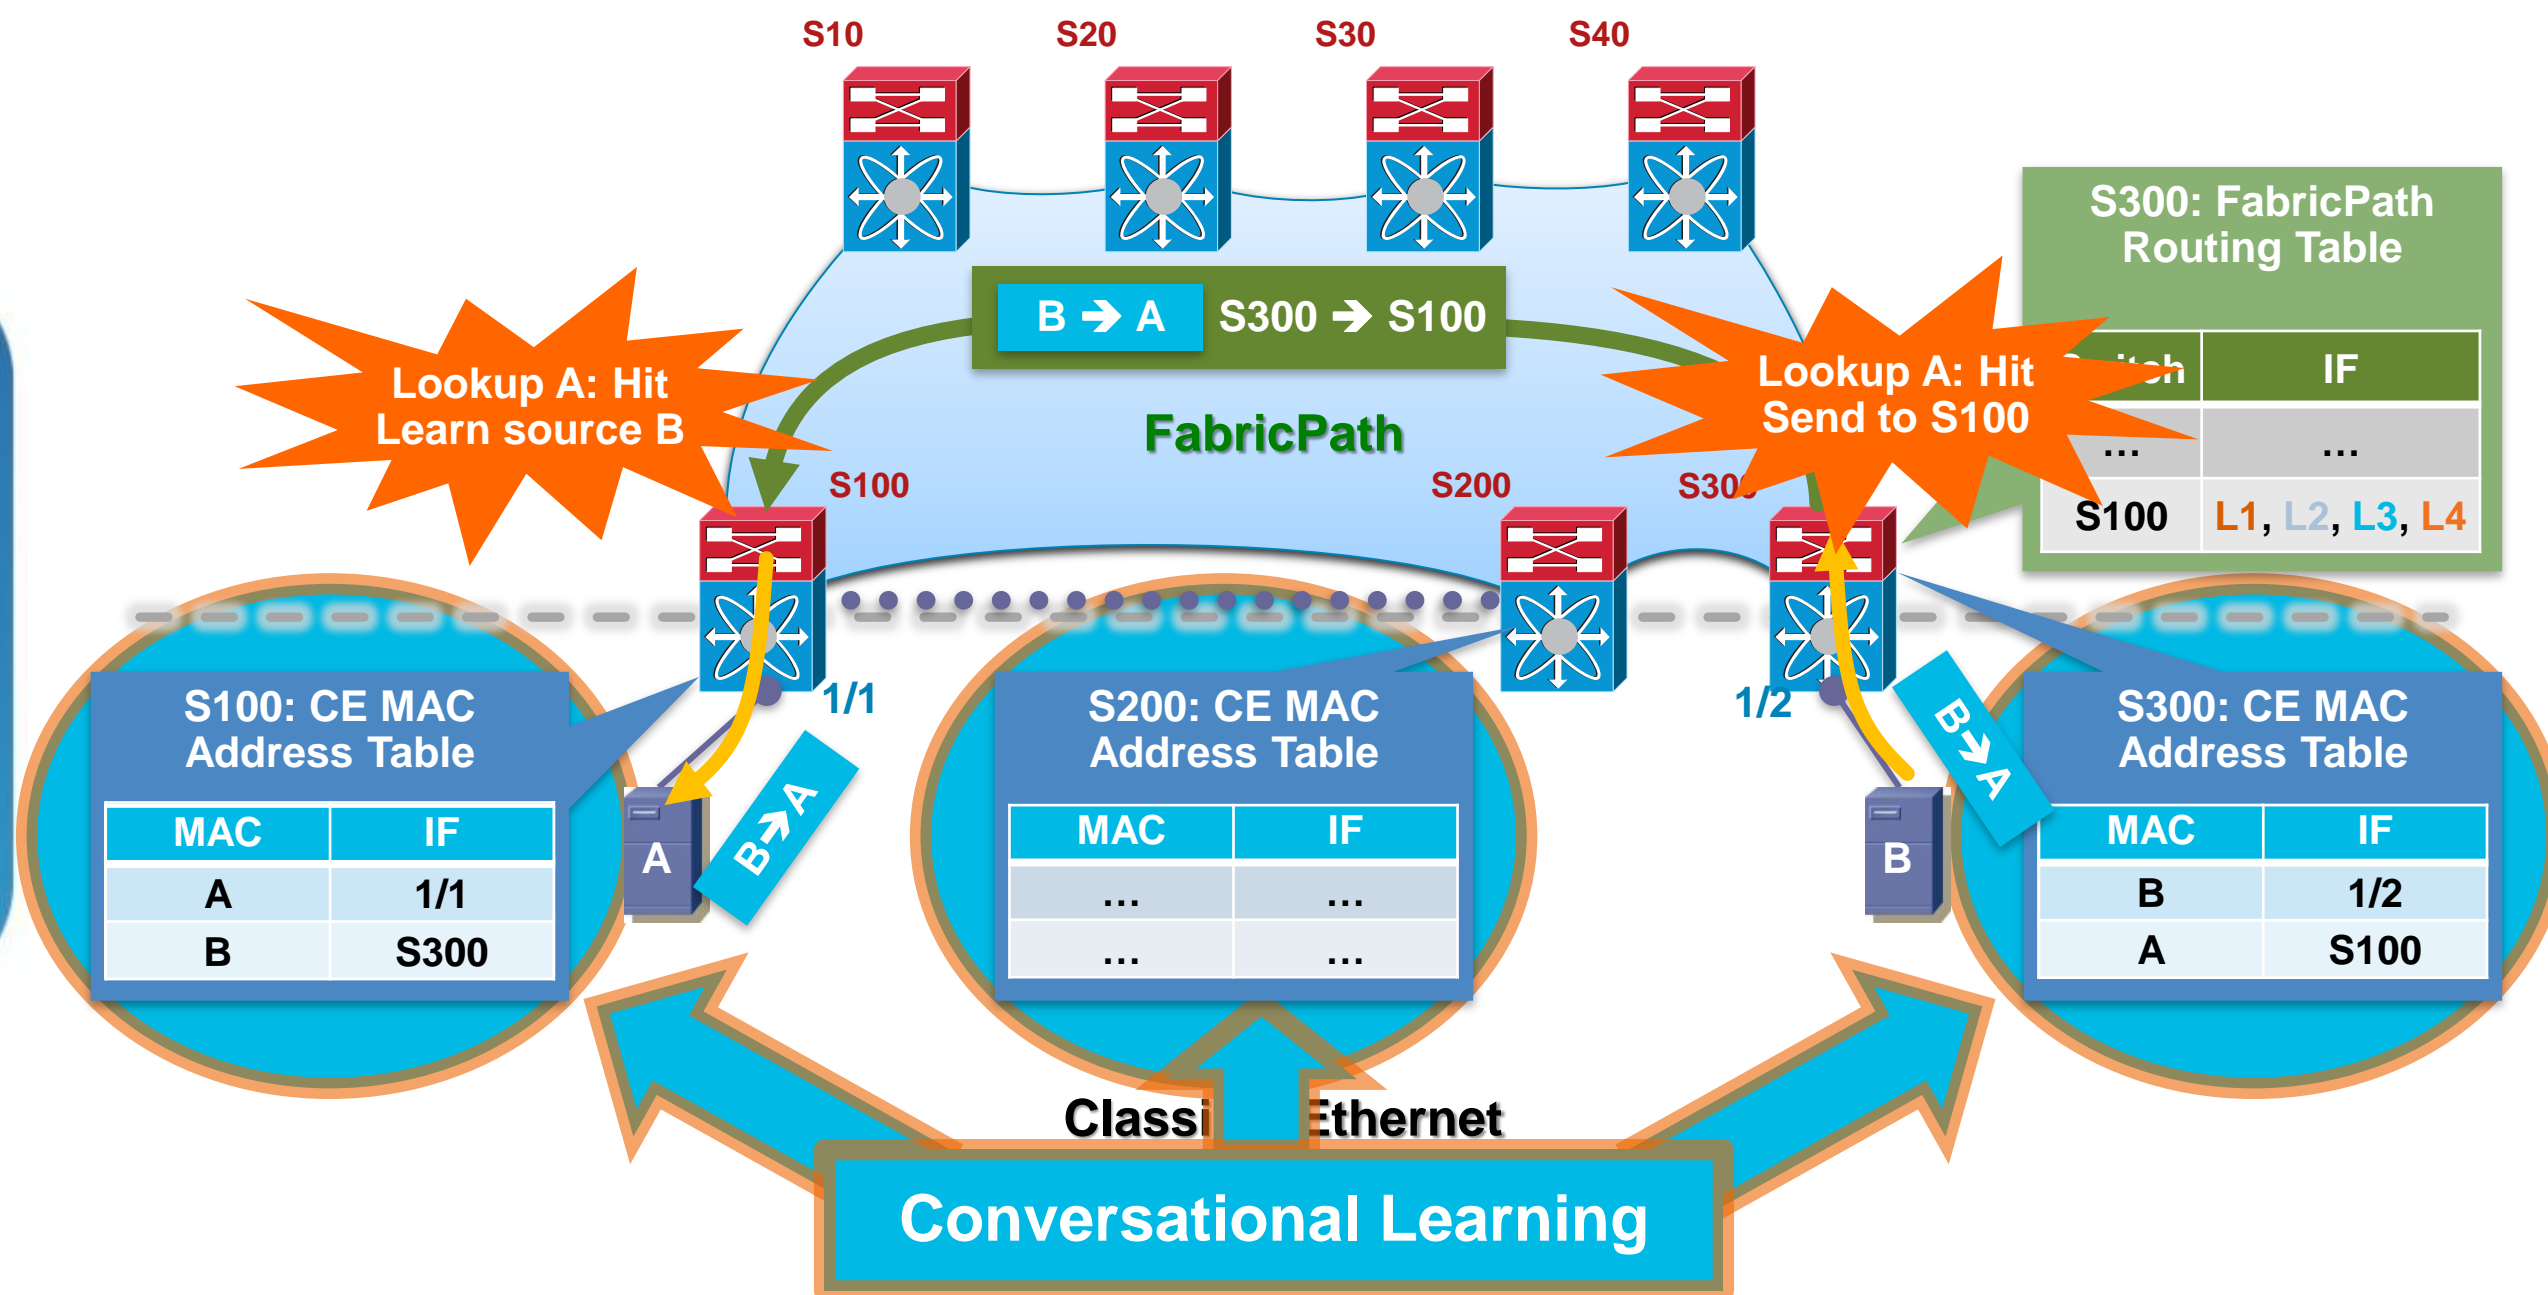 S10
S20
S30
S40
S300: FabricPath
Routing Table
IF
… …
S100 L1, L2, L3, L4
B → A S300 → S100
Lookup A: Hit
Learn source B
Lookup A: Hit
Send to S100
FabricPath
S100
S200
1/1
1/2
S100: CE MAC
Address Table
MAC IF
A 1/1
B S300
A
B→A
S200: CE MAC
Address Table
MAC IF
… …
… …
B→A
B
S300: CE MAC
Address Table
MAC IF
B 1/2
A S100
Ethernet
Conversational Learning